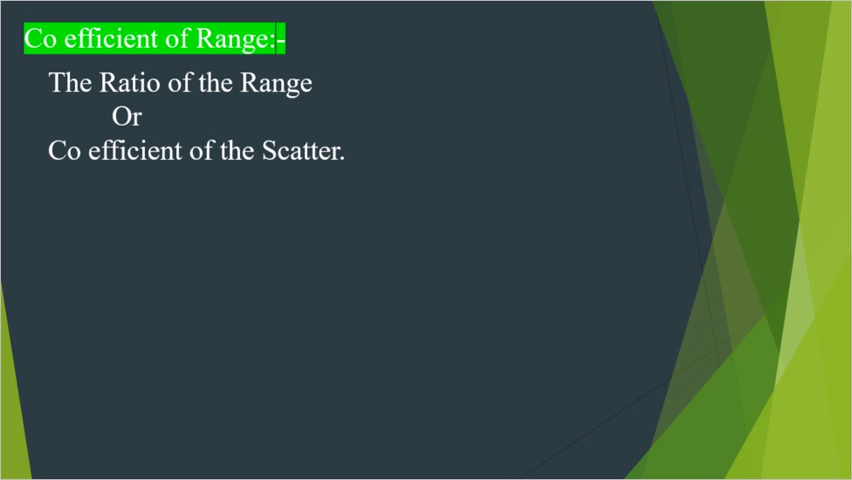 Co efficient of Range:-
The Ratio of the Range
Or
Co efficient of the Scatter.